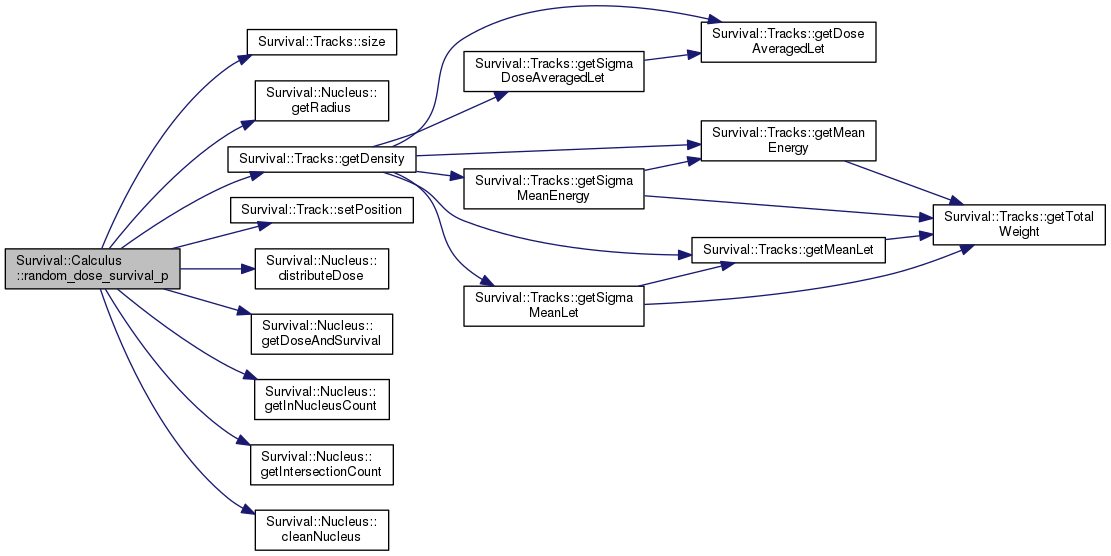 Survival::Calculus
::random_dose_survival_p
Survival::Tracks::size
Survival::Nucleus::
getRadius
Survival::Tracks::getDensity
Survival::Track::setPosition
Survival::Nucleus::
distributeDose
Survival::Nucleus::
getDoseAndSurvival
Survival::Nucleus::
getInNucleusCount
Survival::Nucleus::
getIntersectionCount
Survival::Nucleus::
cleanNucleus
Survival::Tracks::getSigma
DoseAveragedLet
Survival::Tracks::getSigma
MeanEnergy
Survival::Tracks::getSigma
MeanLet
Survival::Tracks::getDose
AveragedLet
Survival::Tracks::getMean
Energy
Survival::Tracks::getMeanLet
Survival::Tracks::getTotal
Weight